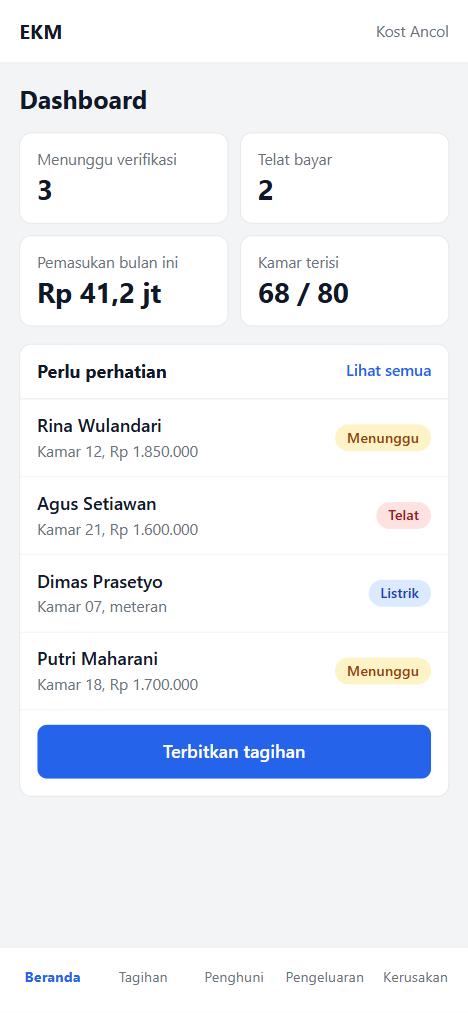 EKM
Kost Ancol
Dashboard
Menunggu verifikasi
3
Telat bayar
2
Pemasukan bulan ini
Rp 41,2 jt
Kamar terisi
68 / 80
Perlu perhatian
Lihat semua
Rina Wulandari
Kamar 12, Rp 1.850.000
Menunggu
Agus Setiawan
Kamar 21, Rp 1.600.000
Telat
Dimas Prasetyo
Kamar 07, meteran
Listrik
Putri Maharani
Kamar 18, Rp 1.700.000
Menunggu
Terbitkan tagihan
Beranda
Tagihan
Penghuni
Pengeluaran
Kerusakan